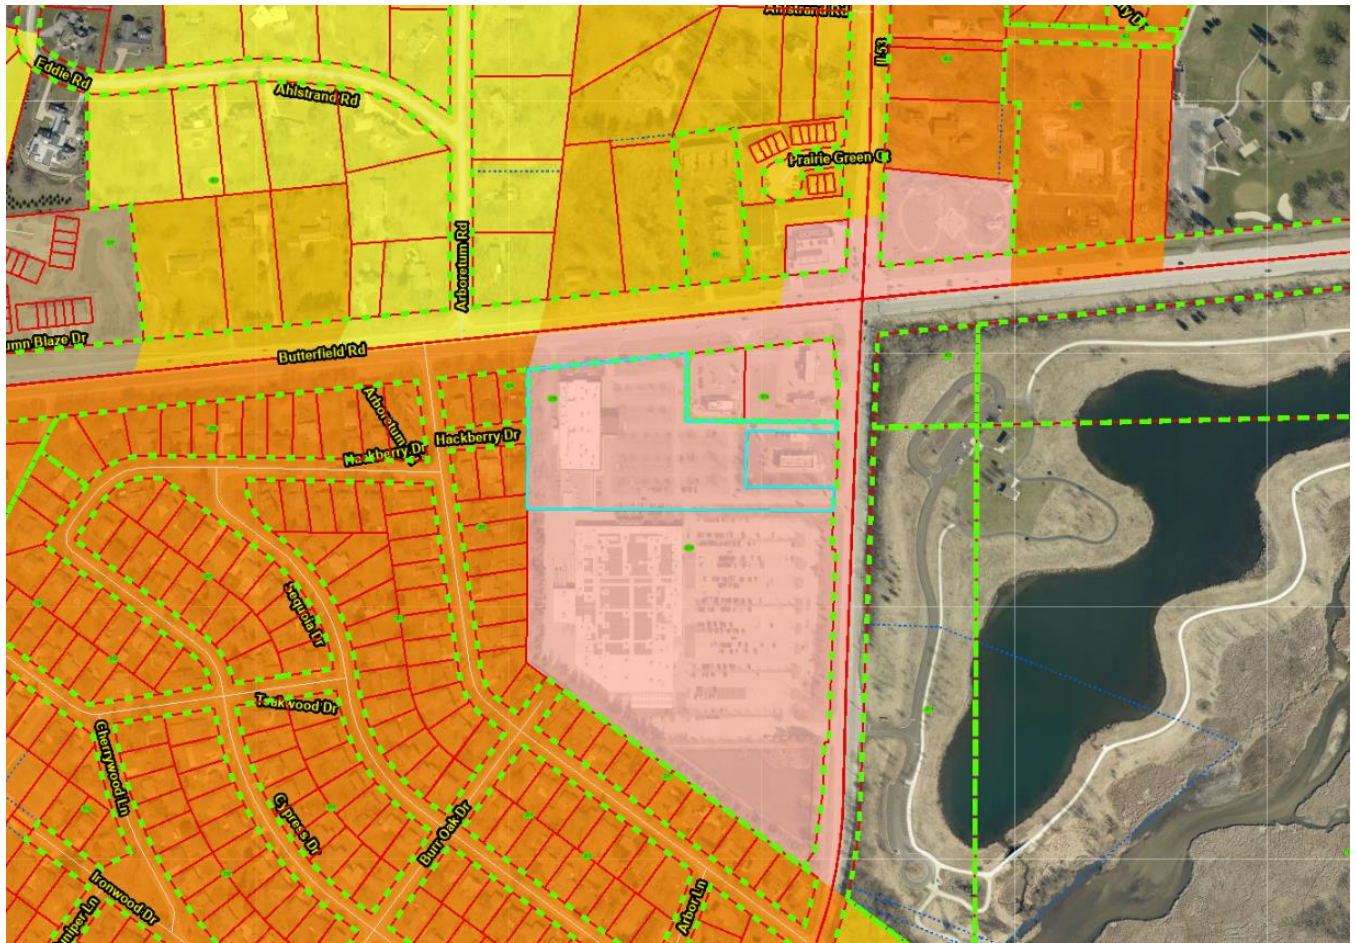 Ahlstrand Rd
IL 53
Eddie Rd
Ahlstrand Rd
Prairie Green Ct
Arboretum Rd
umn Blaze Dr
Butterfield Rd
Arboretum
Hackberry Dr
Hackberry Dr
Sequoia Dr
Teakwood Dr
Cherrywood Ln
Cypress Dr
Burr Oak Dr
Ironwood Dr
Juniper Ln
Arbor Ln